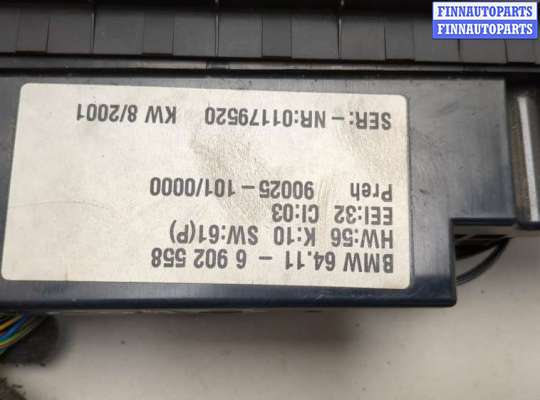 FINNAUTOPARTS
FINNAUTOPARTS
FINNAUTOPARTS
BMW 64.11 - 6 902 558
HW:56 K:10 SW:61(P)
EEI:32 CI:03
Preh 90025-101/0000
SER:-NR:01179520 KW 8/2001